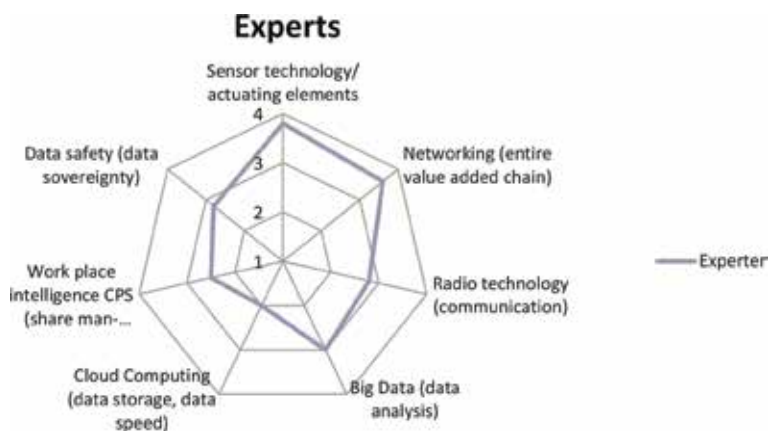 Experts
Sensor technology/
actuating elements
4
3
2
1
Networking (entire
value added chain)
Radio technology
(communication)
Big Data (data
analysis)
Cloud Computing
(data storage, data
speed)
Work place
intelligence CPS
(share man-...
Data safety (data
sovereignty)
Experten